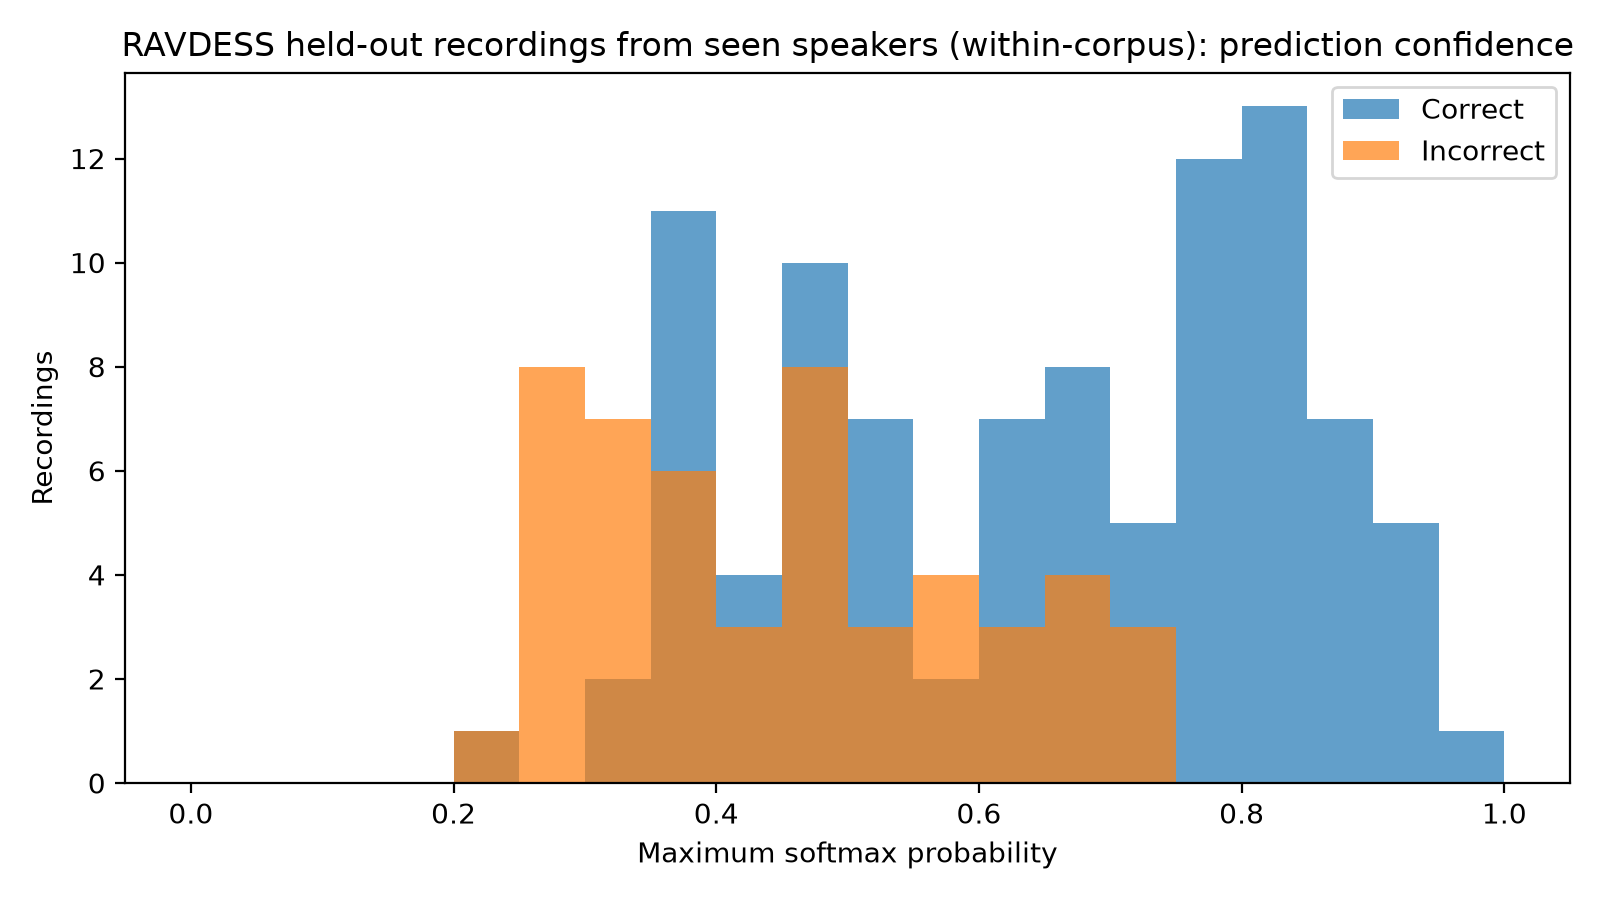 RAVDESS held-out recordings from seen speakers (within-corpus): prediction confidence
Correct
Incorrect
12
10
8
6
4
2
0
Recordings
0.0 0.2 0.4 0.6 0.8 1.0
Maximum softmax probability